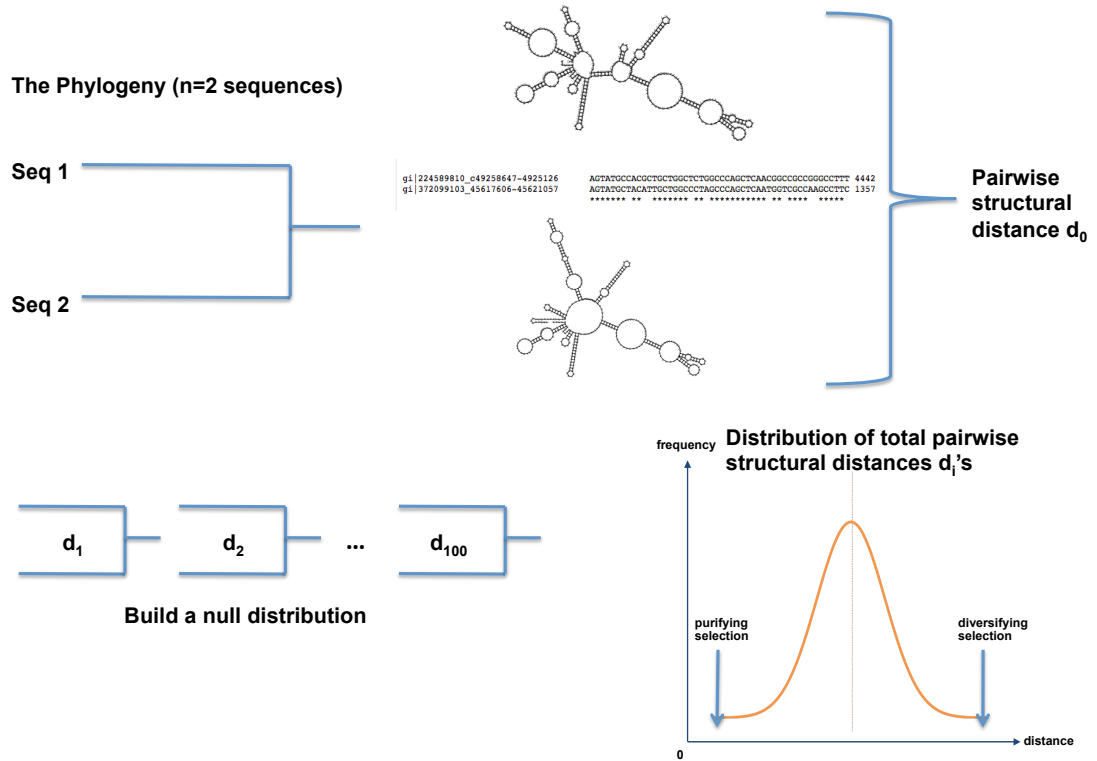 The Phylogeny (n=2 sequences)
Seq 1
Seq 2
gi|224589810_c49258647-4925126 AGTATGCCACGCTGCTGGCTCTGGCCCAGCTCAACGGCCGCCGGGCCTTT 4442
gi|372099103_45617606-45621057 AGTATGCTACATTGCTGGCCCTAGCCCAGCTCAATGGTCGCCAAGCCTTC 1357
******* ** ******* ** *********** ** **** *****
Pairwise
structural
distance d0
d1
d2
...
d100
Build a null distribution
Distribution of total pairwise
structural distances di's
frequency
purifying
selection
diversifying
selection
0
distance